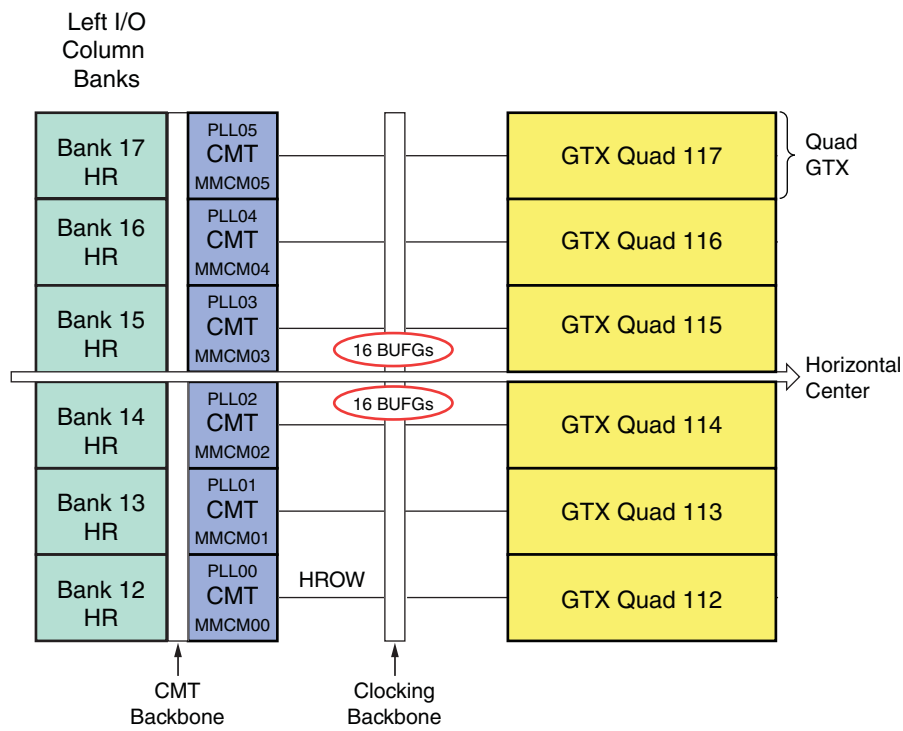 Left I/O
Column
Banks
Bank 17
HR
PLL05
CMT
MMCM05
GTX Quad 117
Quad
GTX
Bank 16
HR
PLL04
CMT
MMCM04
GTX Quad 116
Bank 15
HR
PLL03
CMT
MMCM03
16 BUFGs
GTX Quad 115
Horizontal
Center
Bank 14
HR
PLL02
CMT
MMCM02
16 BUFGs
GTX Quad 114
Bank 13
HR
PLL01
CMT
MMCM01
GTX Quad 113
Bank 12
HR
PLL00
CMT
MMCM00
HROW
GTX Quad 112
CMT
Backbone
Clocking
Backbone